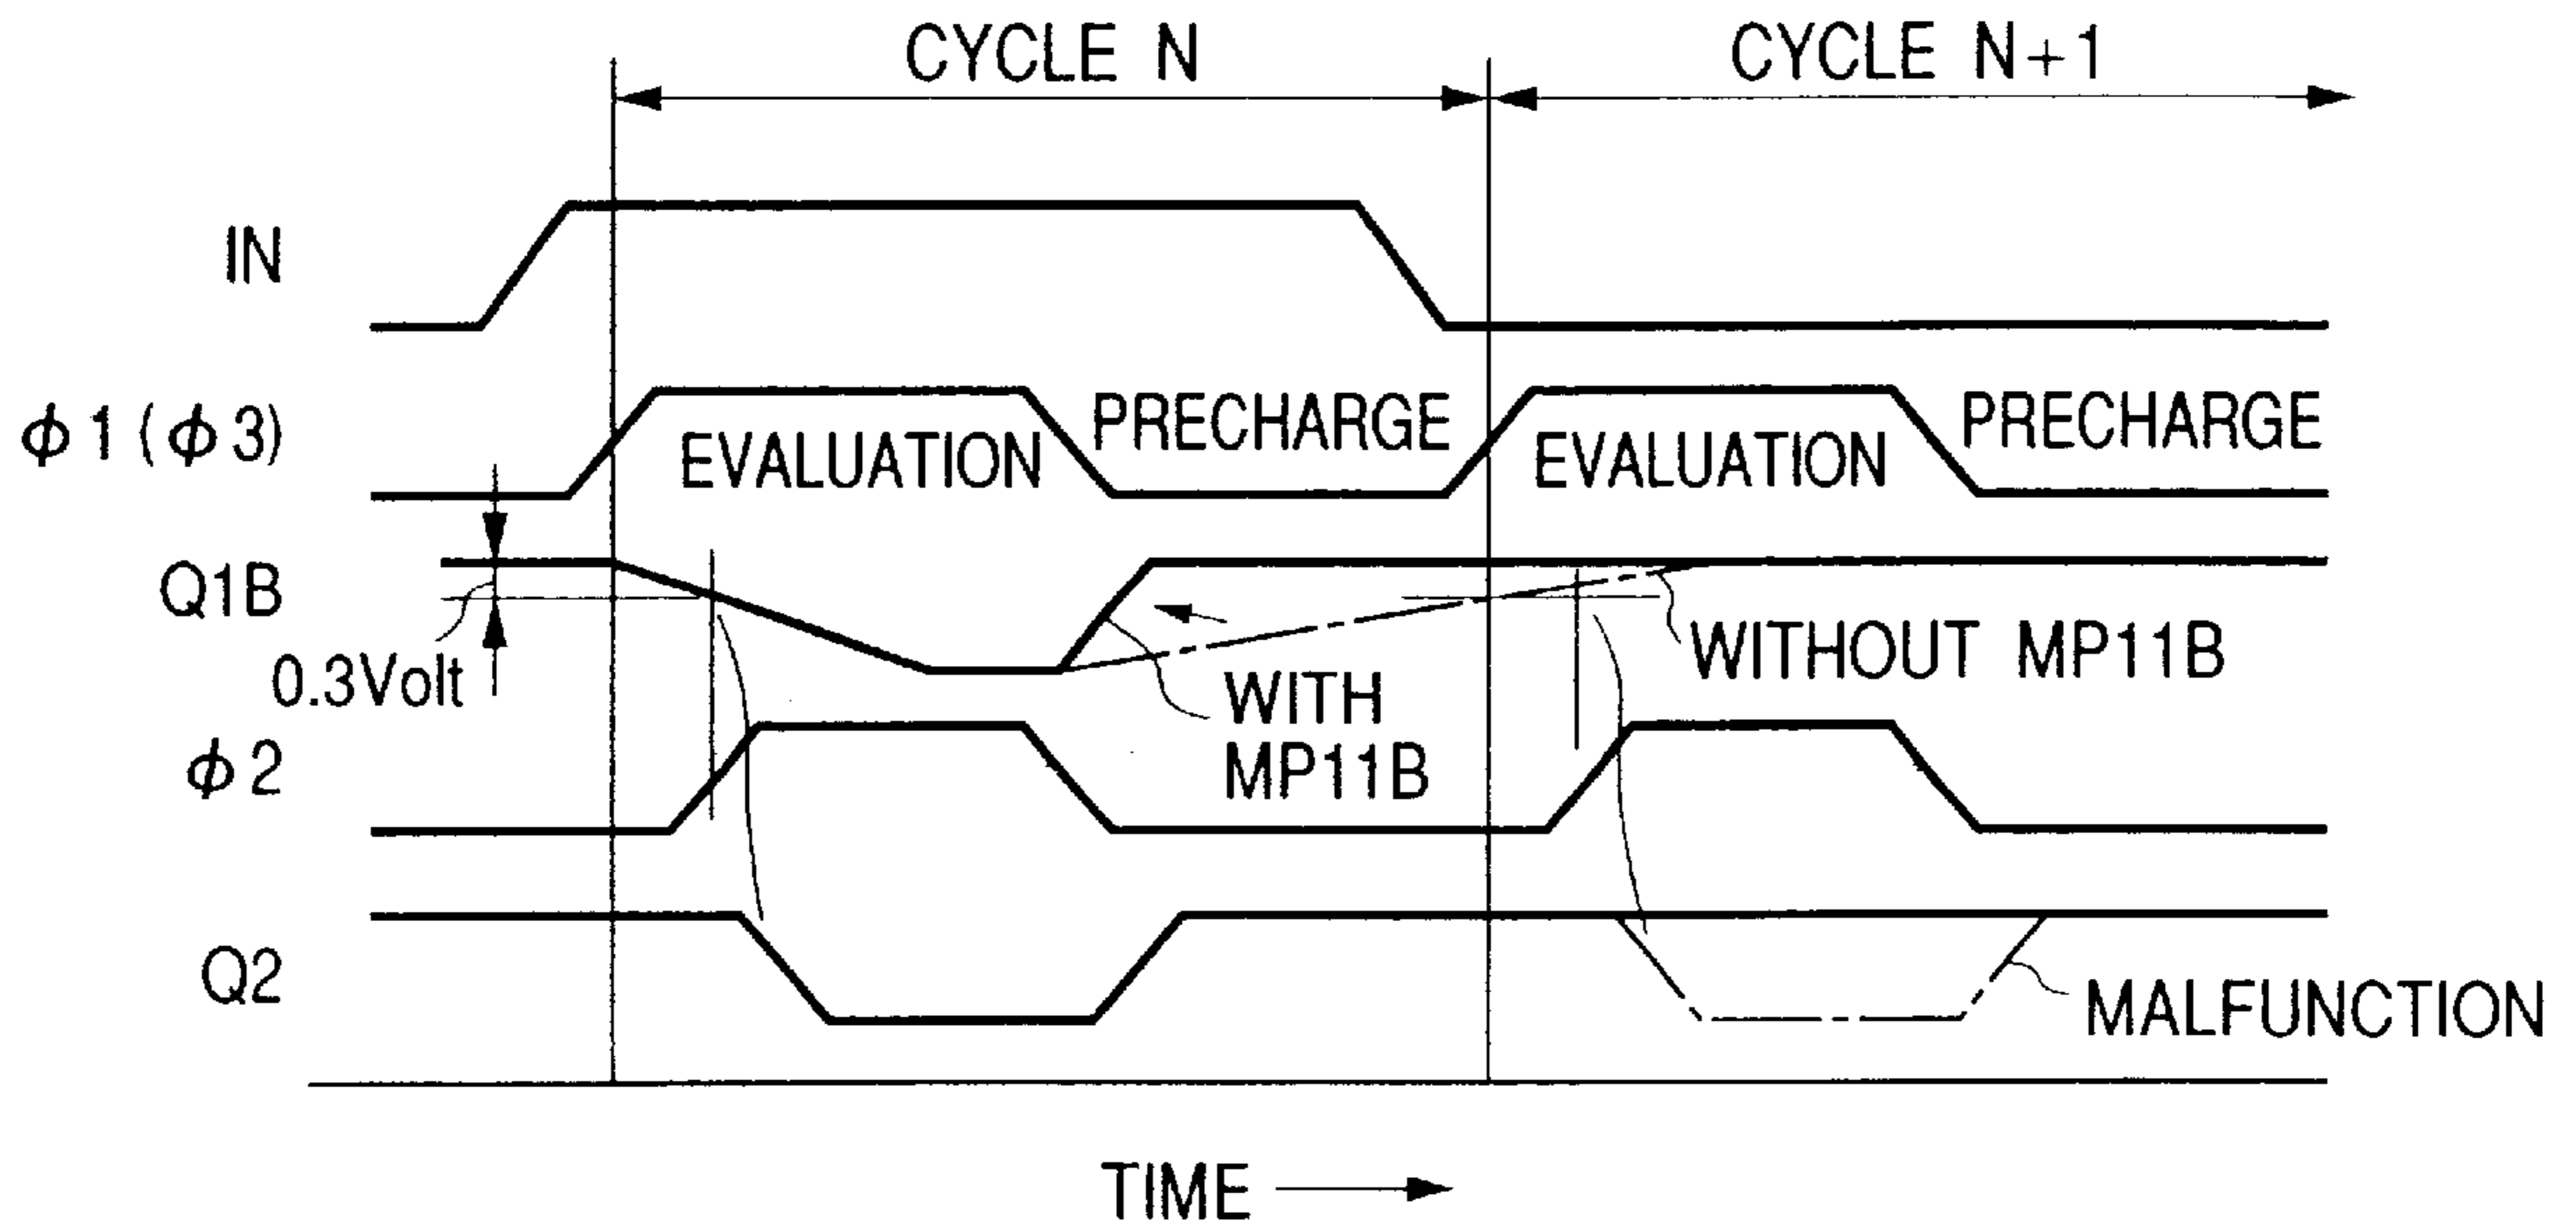 CYCLE N
CYCLE N+1
IN
ϕ1(ϕ3)
EVALUATION
PRECHARGE
EVALUATION
PRECHARGE
Q1B
0.3Volt
WITH
MP11B
WITHOUT MP11B
ϕ2
Q2
MALFUNCTION
TIME